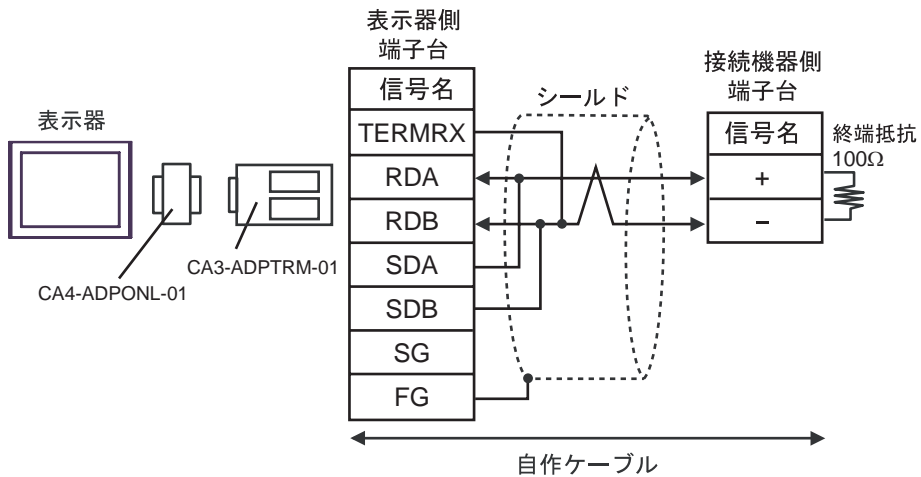 表示器側
端子台
信号名
TERMRX
RDA
RDB
SDA
SDB
SG
FG
シールド
接続機器側
端子台
信号名
+
−
終端抵抗
100Ω
表示器
CA3-ADPTRM-01
CA4-ADPONL-01
自作ケーブル